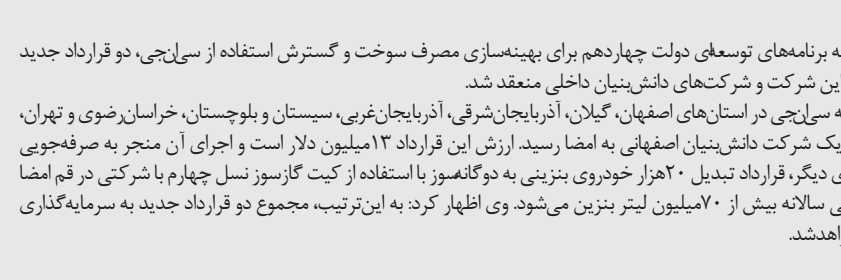 برنامه‌های توسعه‌ای دولت چهاردهم برای بهینه‌سازی مصرف سوخت و گسترش استفاده از سی‌ان‌جی، دو قرارداد جدید
این شرکت و شرکت‌های دانش‌بنیان داخلی منعقد شد.
سی‌ان‌جی در استان‌های اصفهان، گیلان، آذربایجان‌شرقی، آذربایجان‌غربی، سیستان و بلوچستان، خراسان‌رضوی و تهران،
یک شرکت دانش‌بنیان اصفهانی به امضا رسید. ارزش این قرارداد ۱۳میلیون دلار است و اجرای آن منجر به صرفه‌جویی
دیگر، قرارداد تبدیل ۲۰هزار خودروی بنزینی به دوگانه‌سوز با استفاده از کیت گازسوز نسل چهارم با شرکتی در قم امضا
سالانه بیش از ۷۰میلیون لیتر بنزین می‌شود. وی اظهار کرد: به این‌ترتیب، مجموع دو قرارداد جدید به سرمایه‌گذاری